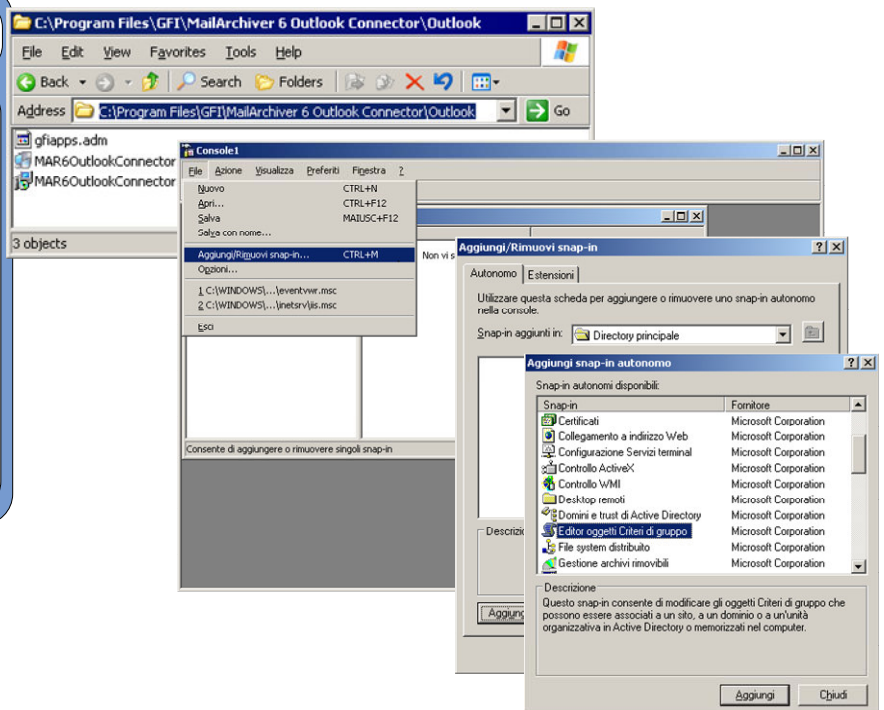 C:\Program Files\GFI\MailArchiver 6 Outlook Connector\Outlook
File Edit View Favorites Tools Help
Back Search Folders
Address C:\Program Files\GFI\MailArchiver 6 Outlook Connector\Outlook Go
gfiapps.adm
MAR6OutlookConnector
MAR6OutlookConnector
3 objects
Console1
File Azione Visualizza Preferiti Finestra ?
Nuovo CTRL+N
Apri... CTRL+F12
Salva MAIUSC+F12
Salva con nome...
Aggiungi/Rimuovi snap-in... CTRL+M
Opzioni...
1 C:\WINDOWS\...\eventvwr.msc
2 C:\WINDOWS\...\inetsrv\iis.msc
Esci
Non vi s
Consente di aggiungere o rimuovere singoli snap-in
Aggiungi/Rimuovi snap-in
Autonomo Estensioni
Utilizzare questa scheda per aggiungere o rimuovere uno snap-in autonomo
nella console.
Snap-in aggiunti in: Directory principale
Descrizio
Aggiung
Aggiungi snap-in autonomo
Snap-in autonomi disponibili:
Snap-in Fornitore
Certificati Microsoft Corporation
Collegamento a indirizzo Web Microsoft Corporation
Configurazione Servizi terminal Microsoft Corporation
Controllo ActiveX Microsoft Corporation
Controllo WMI Microsoft Corporation
Desktop remoti Microsoft Corporation
Domini e trust di Active Directory Microsoft Corporation
Editor oggetti Criteri di gruppo Microsoft Corporation
File system distribuito Microsoft Corporation
Gestione archivi rimovibili Microsoft Corporation
Descrizione
Questo snap-in consente di modificare gli oggetti Criteri di gruppo che
possono essere associati a un sito, a un dominio o a un'unità
organizzativa in Active Directory o memorizzati nel computer.
Aggiungi Chiudi